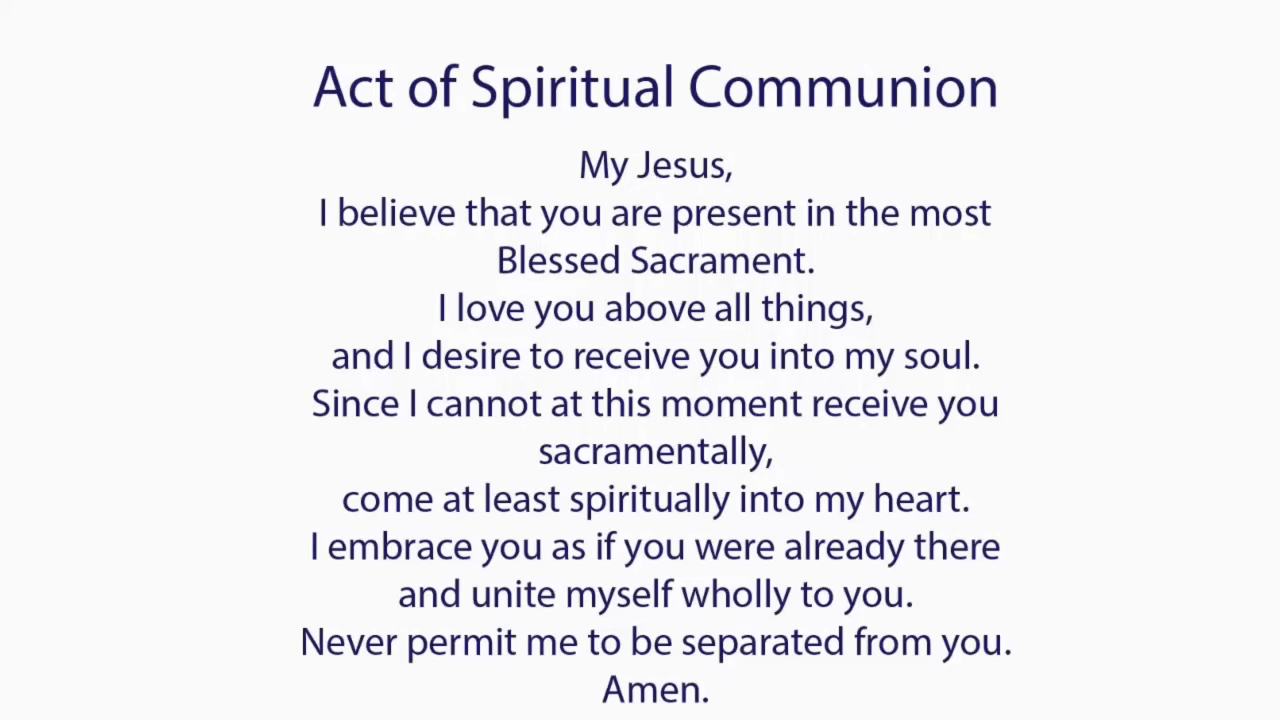 Act of Spiritual Communion
My Jesus,
I believe that you are present in the most
Blessed Sacrament.
I love you above all things,
and I desire to receive you into my soul.
Since I cannot at this moment receive you
sacramentally,
come at least spiritually into my heart.
I embrace you as if you were already there
and unite myself wholly to you.
Never permit me to be separated from you.
Amen.